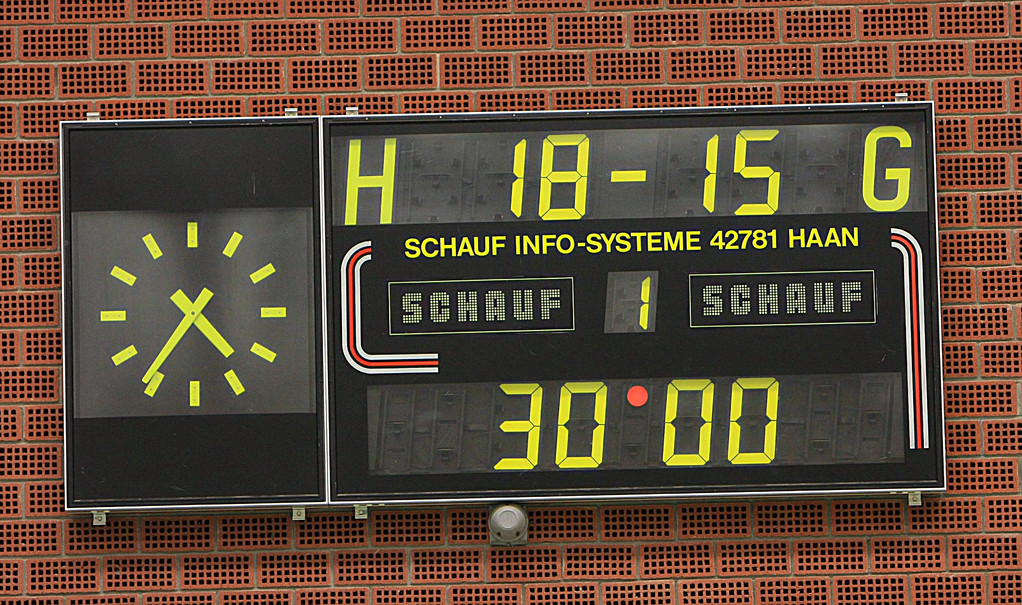 H 18-15 G
SCHAUF INFO-SYSTEME 42781 HAAN
SCHAUF 1 SCHAUF
30:00